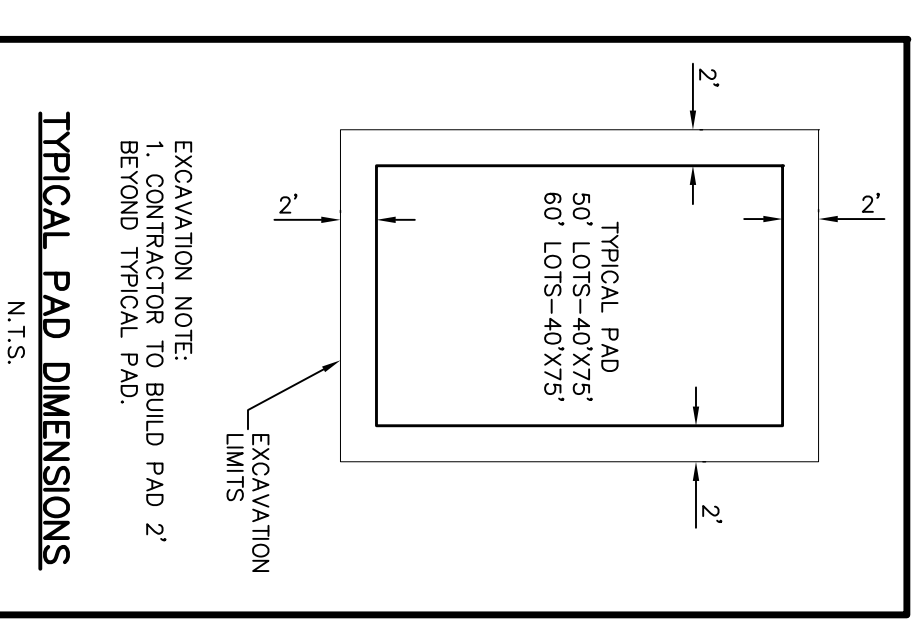 2'
2'
2'
2'
TYPICAL PAD
50' LOTS-40'X75'
60' LOTS-40'X75'
EXCAVATION
LIMITS
EXCAVATION NOTE:
1. CONTRACTOR TO BUILD PAD 2'
BEYOND TYPICAL PAD.
TYPICAL PAD DIMENSIONS
N.T.S.